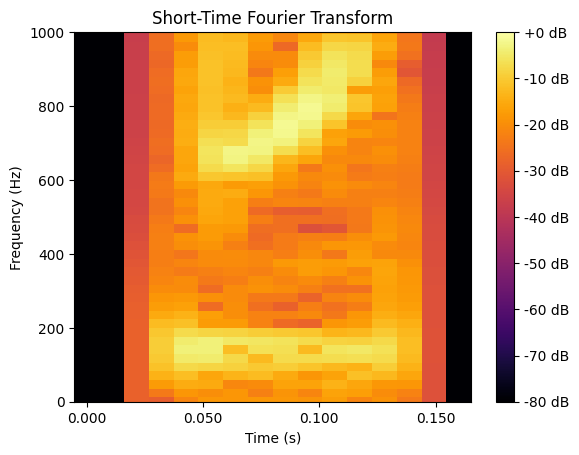 Short-Time Fourier Transform
1000
800
600
400
200
0
Frequency (Hz)
0.000
0.050
0.100
0.150
Time (s)
+0 dB
-10 dB
-20 dB
-30 dB
-40 dB
-50 dB
-60 dB
-70 dB
-80 dB